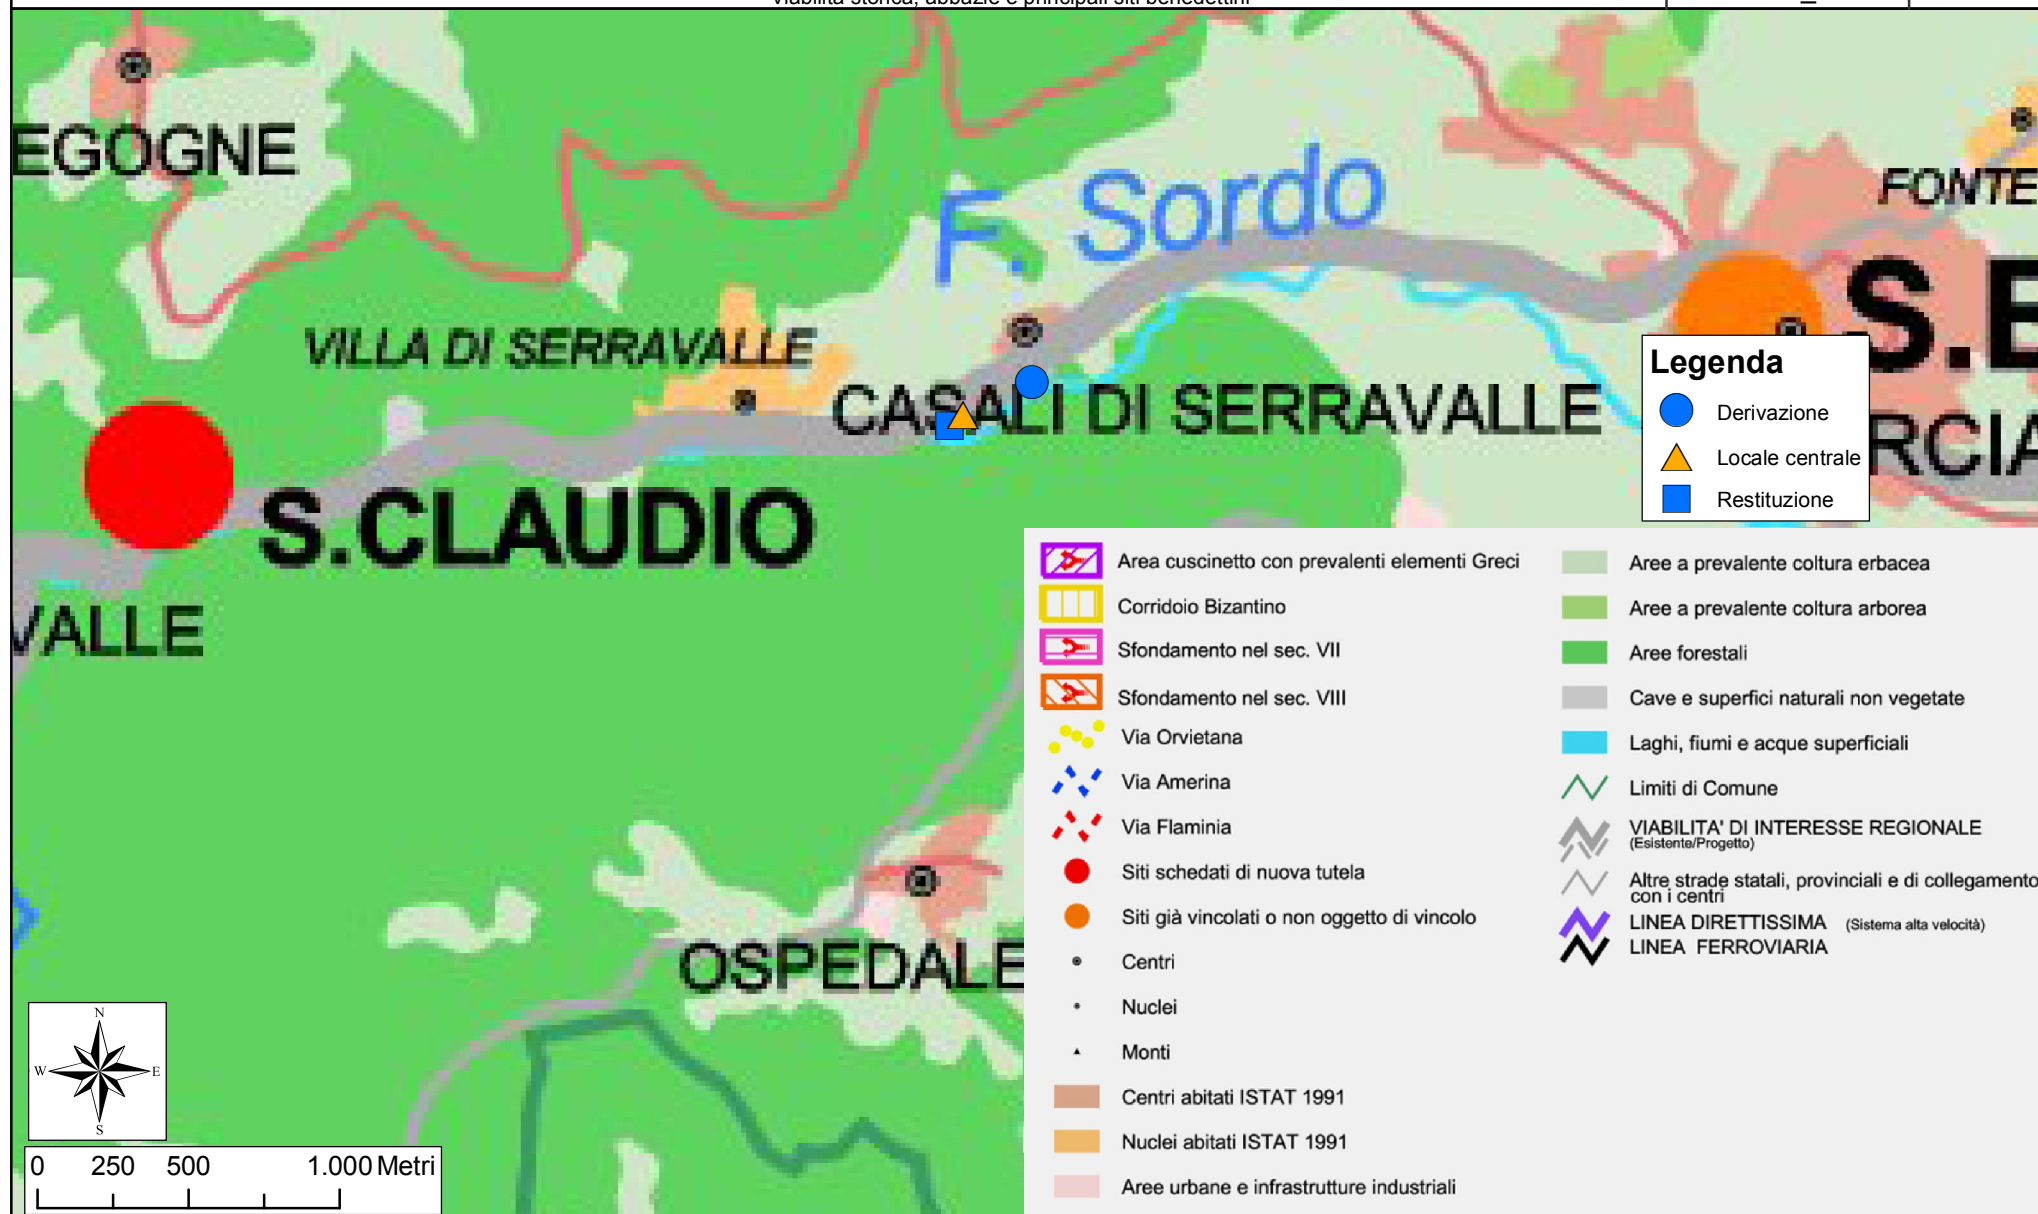 viabilità storica, abbazie e principali siti benedettini
EGOGNE
F. Sordo
FONTE
VILLA DI SERRAVALLE
CASALI DI SERRAVALLE
S.CLAUDIO
VALLE
OSPEDALE
RCIA
Legenda
Derivazione
Locale centrale
Restituzione
Area cuscinetto con prevalenti elementi Greci
Corridoio Bizantino
Sfondamento nel sec. VII
Sfondamento nel sec. VIII
Via Orvietana
Via Amerina
Via Flaminia
Siti schedati di nuova tutela
Siti già vincolati o non oggetto di vincolo
Centri
Nuclei
Monti
Centri abitati ISTAT 1991
Nuclei abitati ISTAT 1991
Aree urbane e infrastrutture industriali
Aree a prevalente coltura erbacea
Aree a prevalente coltura arborea
Aree forestali
Cave e superfici naturali non vegetate
Laghi, fiumi e acque superficiali
Limiti di Comune
VIABILITA' DI INTERESSE REGIONALE
(Esistente/Progetto)
Altre strade statali, provinciali e di collegamento
con i centri
LINEA DIRETTISSIMA (Sistema alta velocità)
LINEA FERROVIARIA
N
W E
S
0 250 500 1.000 Metri